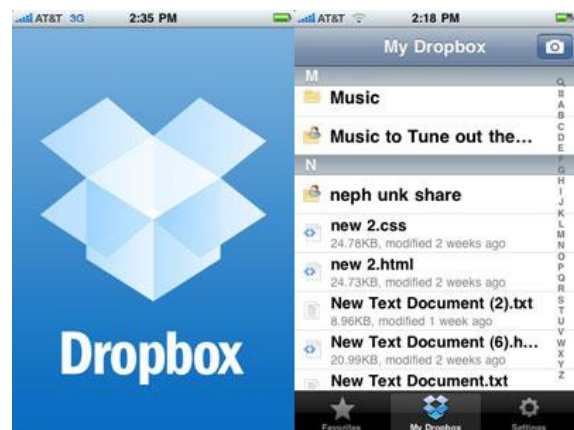 AT&T 3G 2:35 PM
Dropbox
AT&T 2:18 PM
My Dropbox
M
Music
Music to Tune out the...
N
neph unk share
new 2.css
24.78KB, modified 2 weeks ago
new 2.html
24.73KB, modified 2 weeks ago
New Text Document (2).txt
8.96KB, modified 1 week ago
New Text Document (6).h...
20.99KB, modified 2 weeks ago
New Text Document.txt
#
A
B
C
D
E
F
G
H
I
J
K
L
M
N
O
P
Q
R
S
T
U
V
W
X
Y
Z
Favorites My Dropbox Settings